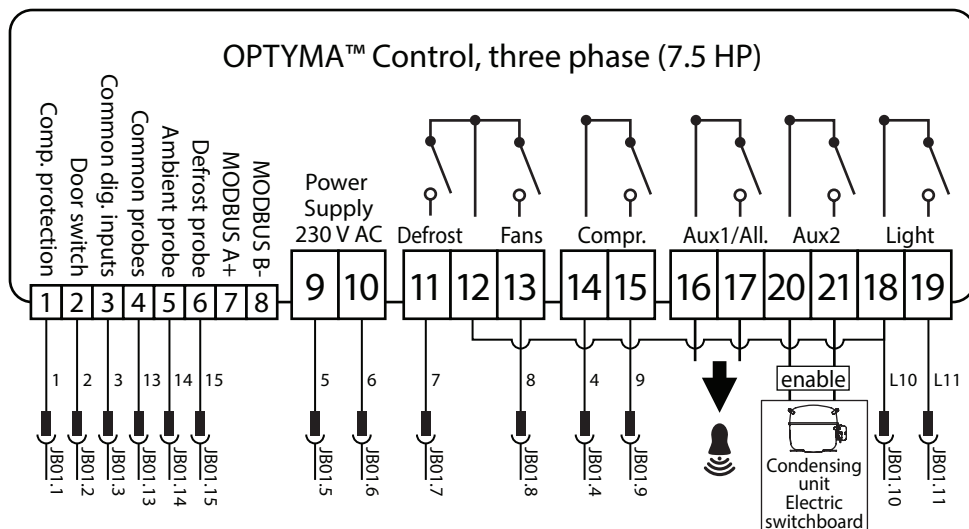 OPTYMA™ Control, three phase (7.5 HP)
Comp. protection
Door switch
Common dig. inputs
Common probes
Ambient probe
Defrost probe
MODBUS A+
MODBUS B-
Power
Supply
230 V AC
Defrost
Fans
Compr.
Aux1/All.
Aux2
Light
1 2 3 4 5 6 7 8
9 10
11 12 13
14 15
16 17 20 21 18 19
1 2 3 13 14 15 5 6 7 8 4 9 L10 L11
enable
JB01.1
JB01.2
JB01.3
JB01.13
JB01.14
JB01.15
JB01.5
JB01.6
JB01.7
JB01.8
JB01.4
JB01.9
Condensing
unit
Electric
switchboard
JB01.10
JB01.11